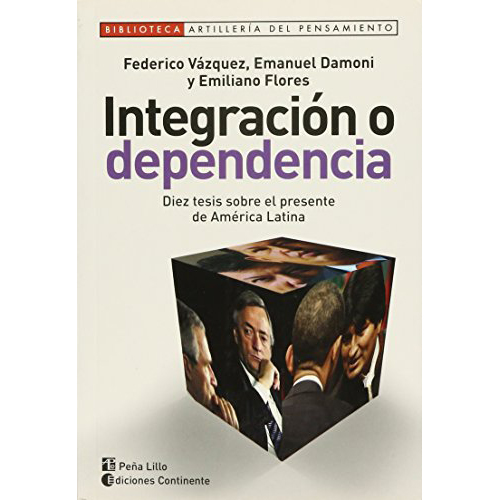 BIBLIOTECA ARTILLERÍA DEL PENSAMIENTO
Federico Vázquez, Emanuel Damoni
y Emiliano Flores
Integración o
dependencia
Diez tesis sobre el presente
de América Latina
Peña Lillo
Ediciones Continente